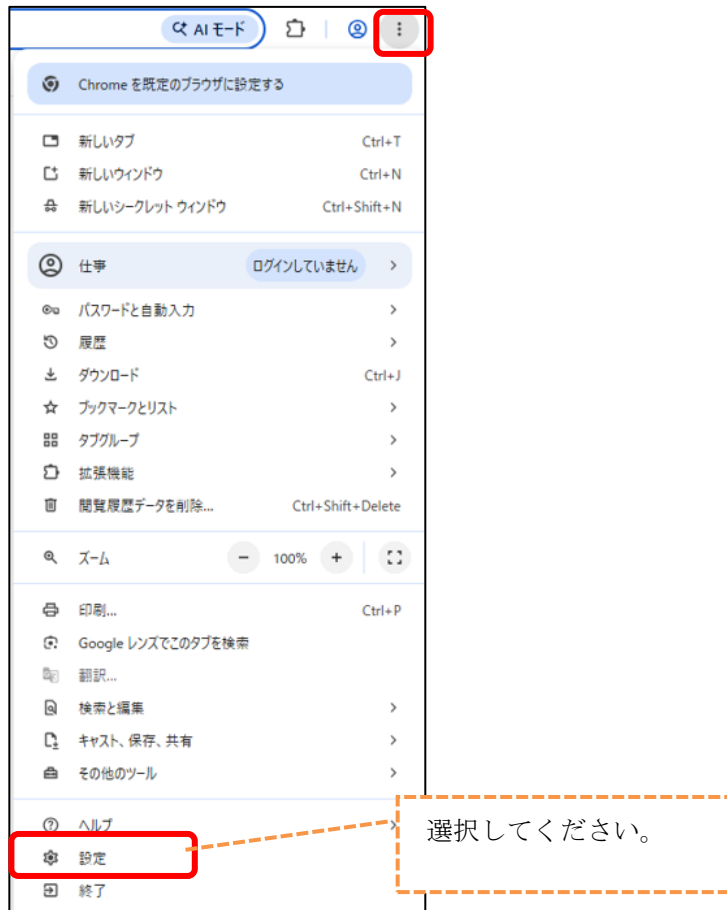 AI モード
Chrome を既定のブラウザに設定する
新しいタブ Ctrl+T
新しいウィンドウ Ctrl+N
新しいシークレット ウィンドウ Ctrl+Shift+N
仕事 ログインしていません
パスワードと自動入力
履歴
ダウンロード Ctrl+J
ブックマークとリスト
タブグループ
拡張機能
閲覧履歴データを削除... Ctrl+Shift+Delete
ズーム - 100% +
印刷... Ctrl+P
Google レンズでこのタブを検索
翻訳...
検索と編集
キャスト、保存、共有
その他のツール
ヘルプ
選択してください。
設定
終了